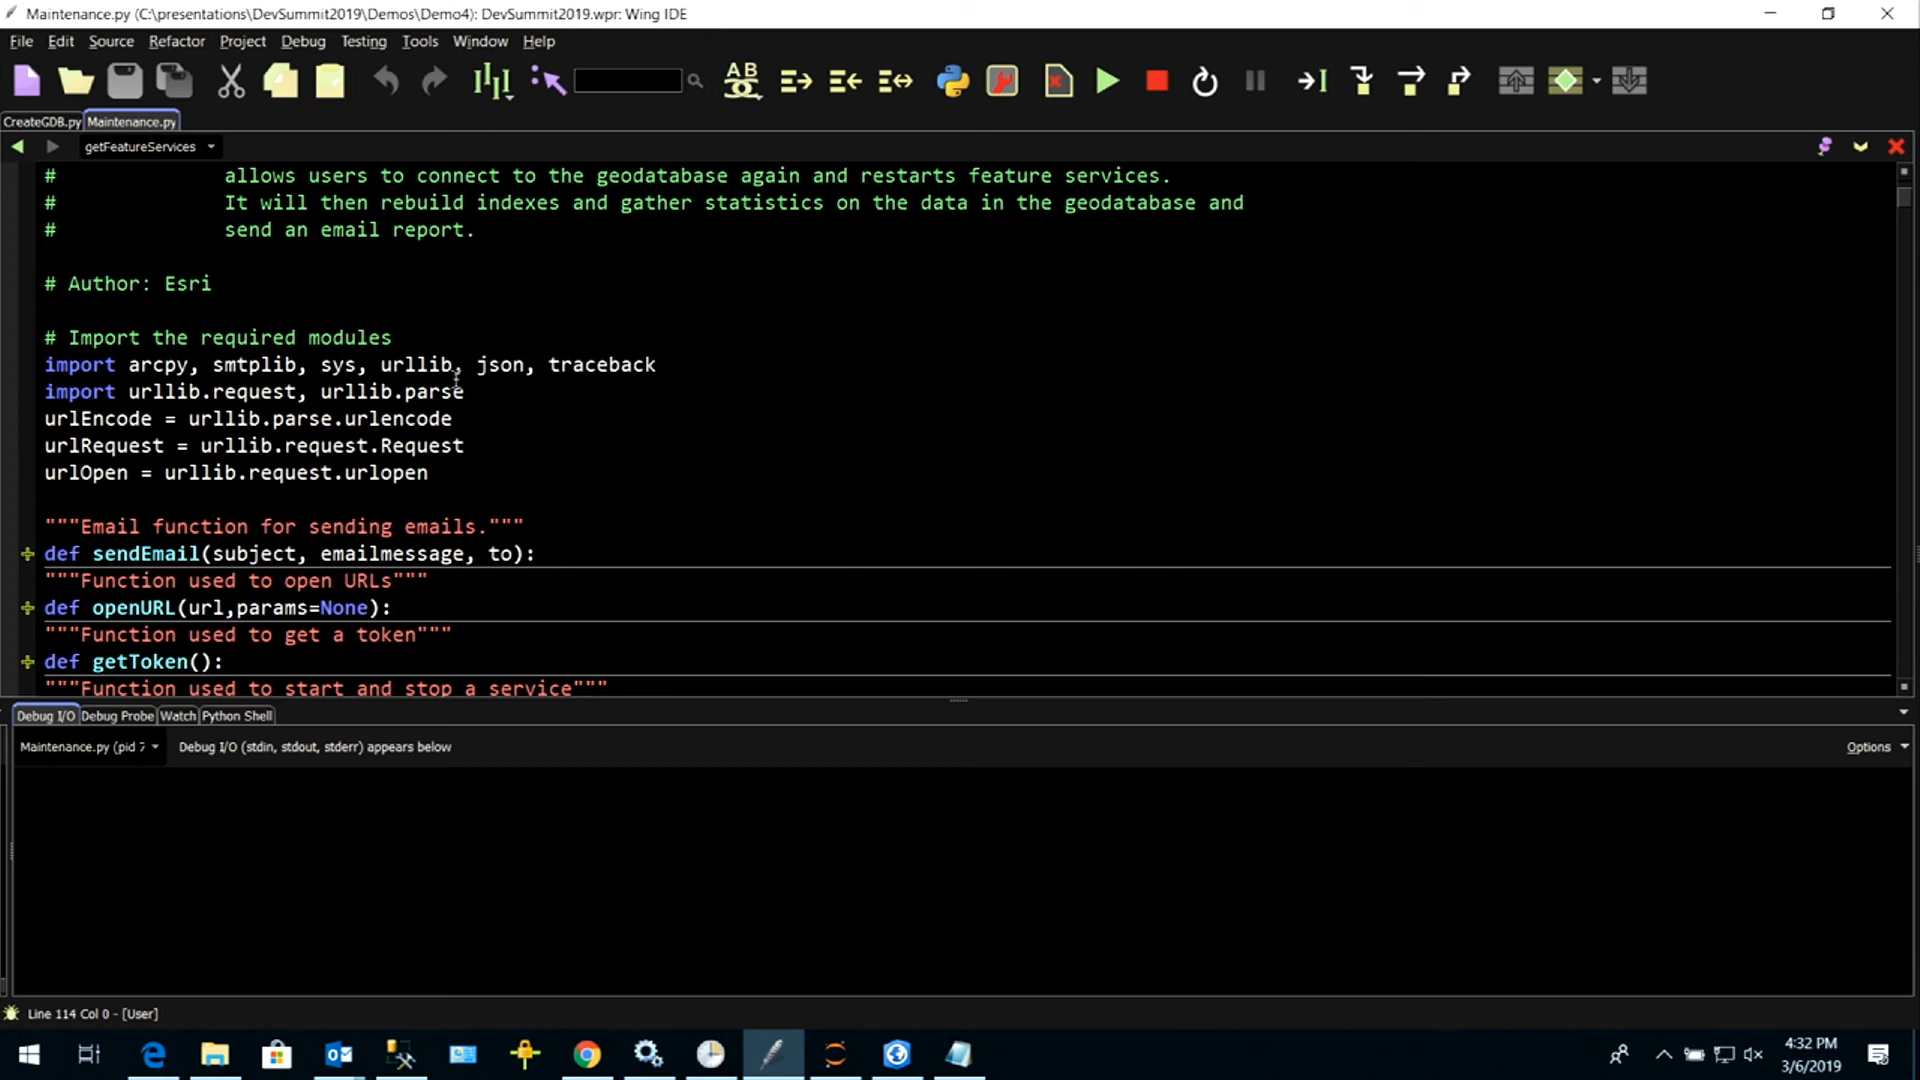 Maintenance.py (C:\presentations\DevSummit2019\Demos\Demo4): DevSummit2019.wpr: Wing IDE
File Edit Source Refactor Project Debug Testing Tools Window Help
CreateGDB.py Maintenance.py
getFeatureServices
# allows users to connect to the geodatabase again and restarts feature services.
# It will then rebuild indexes and gather statistics on the data in the geodatabase and
# send an email report.
# Author: Esri
# Import the required modules
import arcpy, smtplib, sys, urllib, json, traceback
import urllib.request, urllib.parse
urlEncode = urllib.parse.urlencode
urlRequest = urllib.request.Request
urlOpen = urllib.request.urlopen
"""Email function for sending emails."""
def sendEmail(subject, emailmessage, to):
"""Function used to open URLs"""
def openURL(url,params=None):
"""Function used to get a token"""
def getToken():
"""Function used to start and stop a service"""
Debug I/O Debug Probe Watch Python Shell
Maintenance.py (pid 7 Debug I/O (stdin, stdout, stderr) appears below Options
Line 114 Col 0 - [User]
4:32 PM
3/6/2019